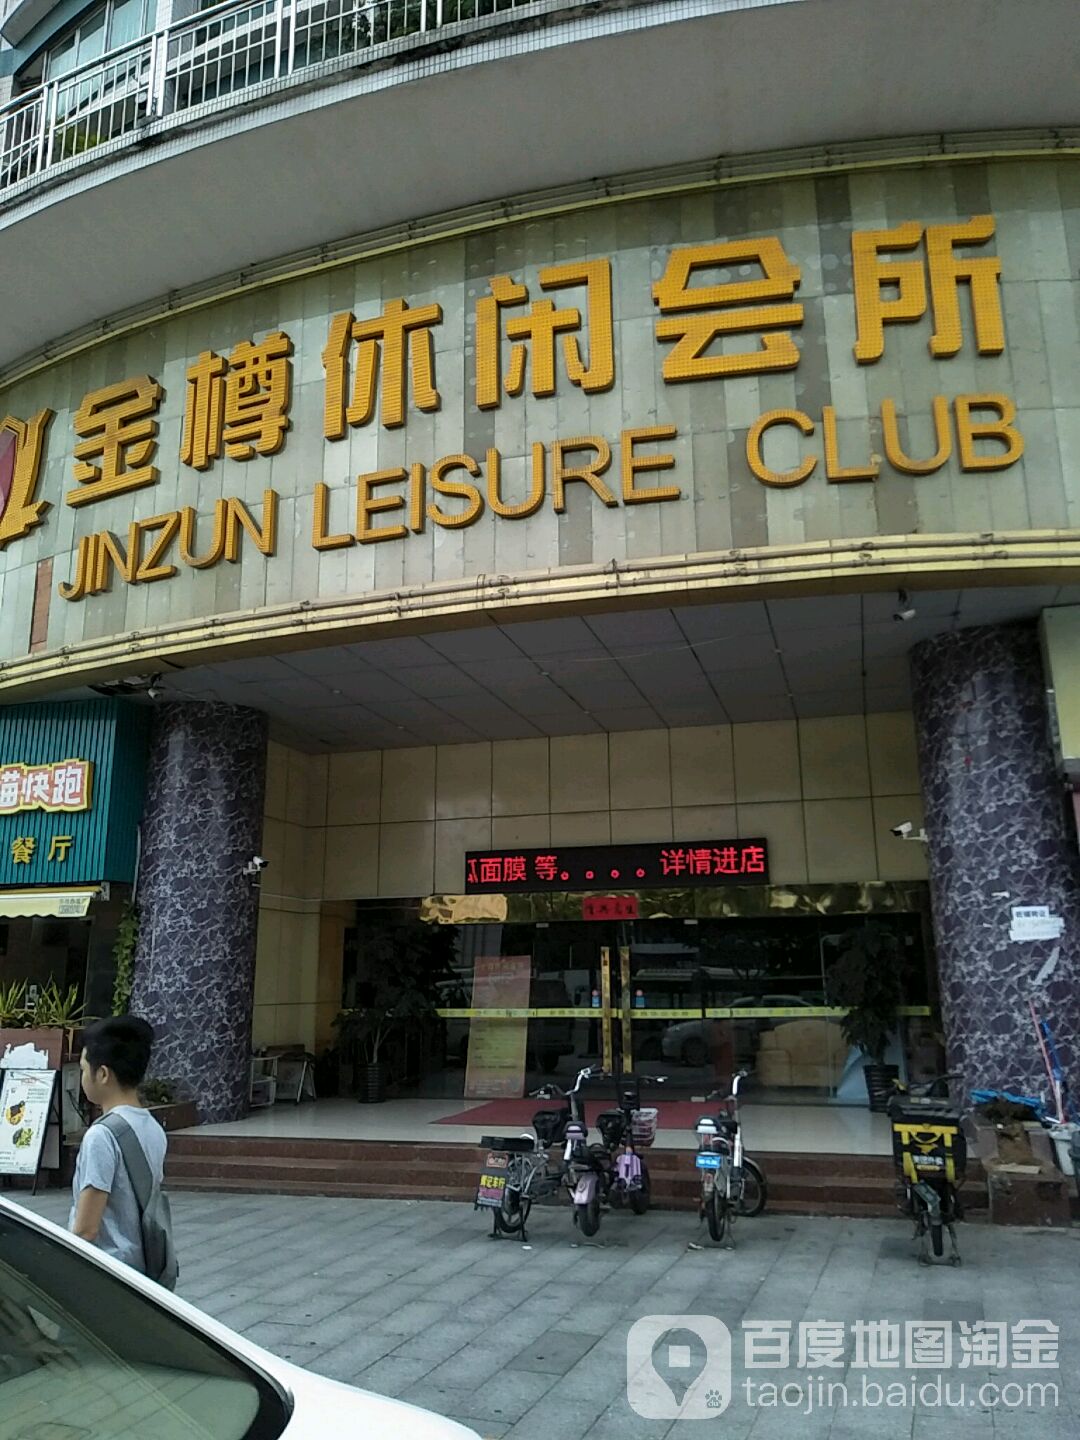 金樽休闲会所
JINZUN LEISURE CLUB
猫快跑
餐厅
面膜 等。。。。详情进店
百度地图淘金
taojin.baidu.com